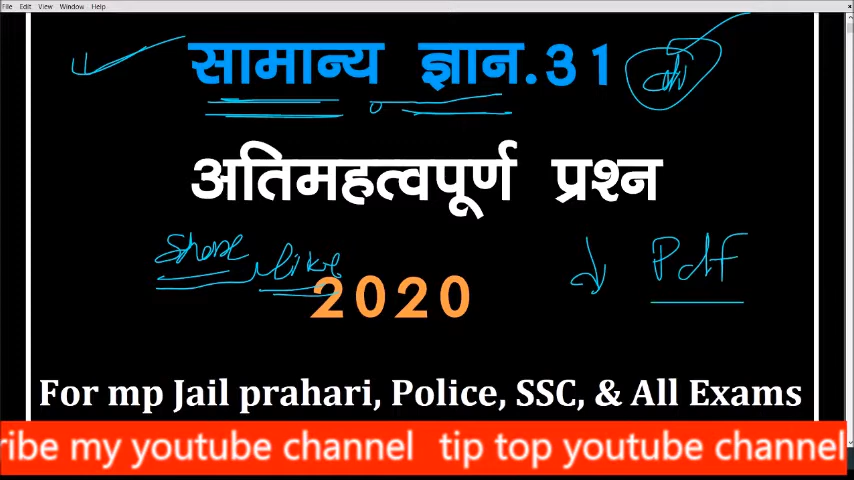 File Edit View Window Help
सामान्य ज्ञान.31
अतिमहत्वपूर्ण प्रश्न
Share Like Pdf
2020
For mp Jail prahari, Police, SSC, & All Exams
ribe my youtube channel tip top youtube channel